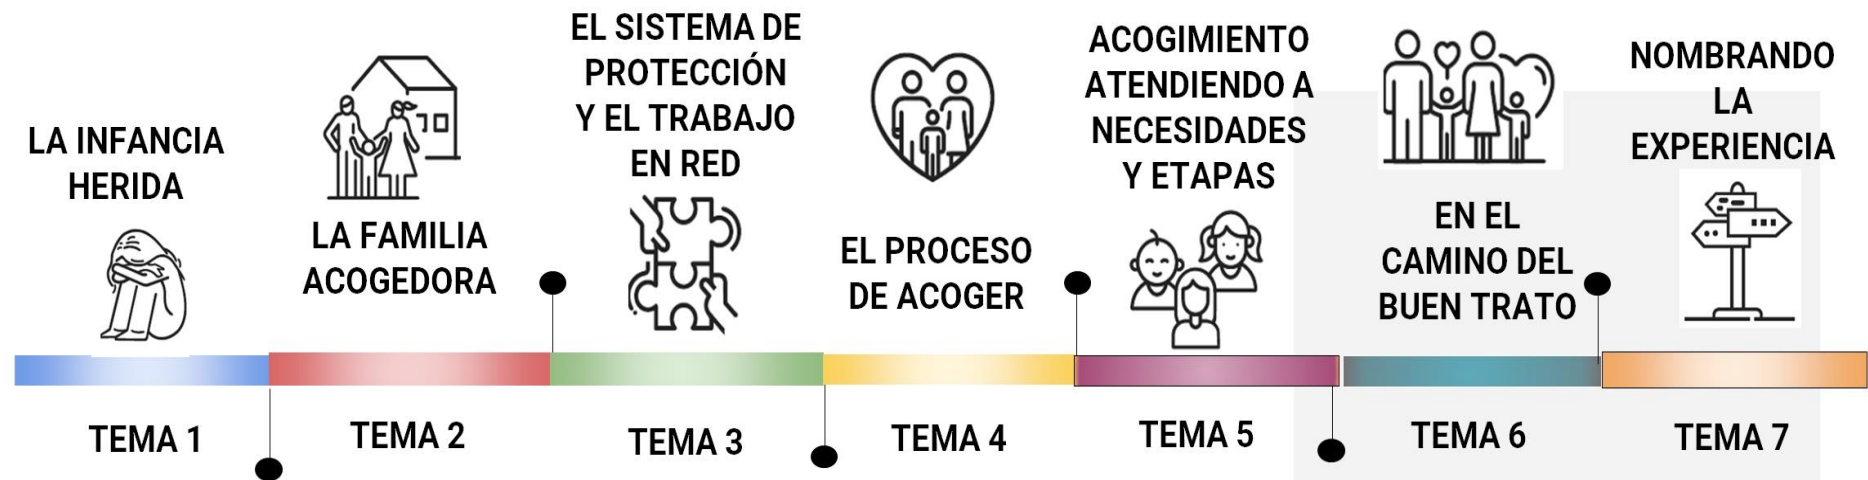 LA INFANCIA
HERIDA
TEMA 1
LA FAMILIA
ACOGEDORA
TEMA 2
EL SISTEMA DE
PROTECCIÓN
Y EL TRABAJO
EN RED
TEMA 3
EL PROCESO
DE ACOGER
TEMA 4
ACOGIMIENTO
ATENDIENDO A
NECESIDADES
Y ETAPAS
TEMA 5
EN EL
CAMINO DEL
BUEN TRATO
TEMA 6
NOMBRANDO
LA
EXPERIENCIA
TEMA 7